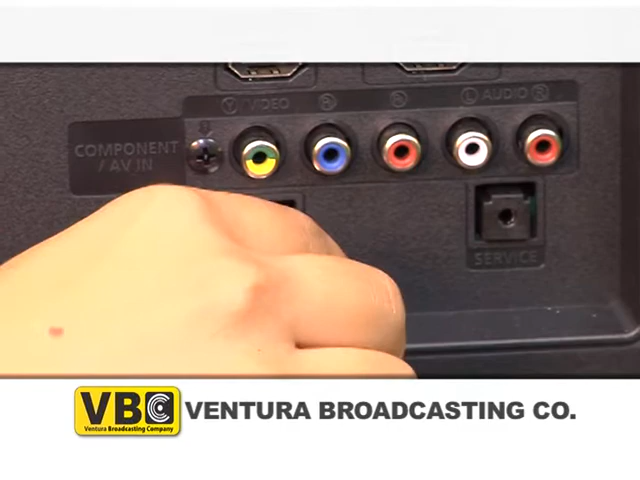 Y / VIDEO
L AUDIO R
COMPONENT
/ AV IN
SERVICE
VBC
Ventura Broadcasting Company
VENTURA BROADCASTING CO.